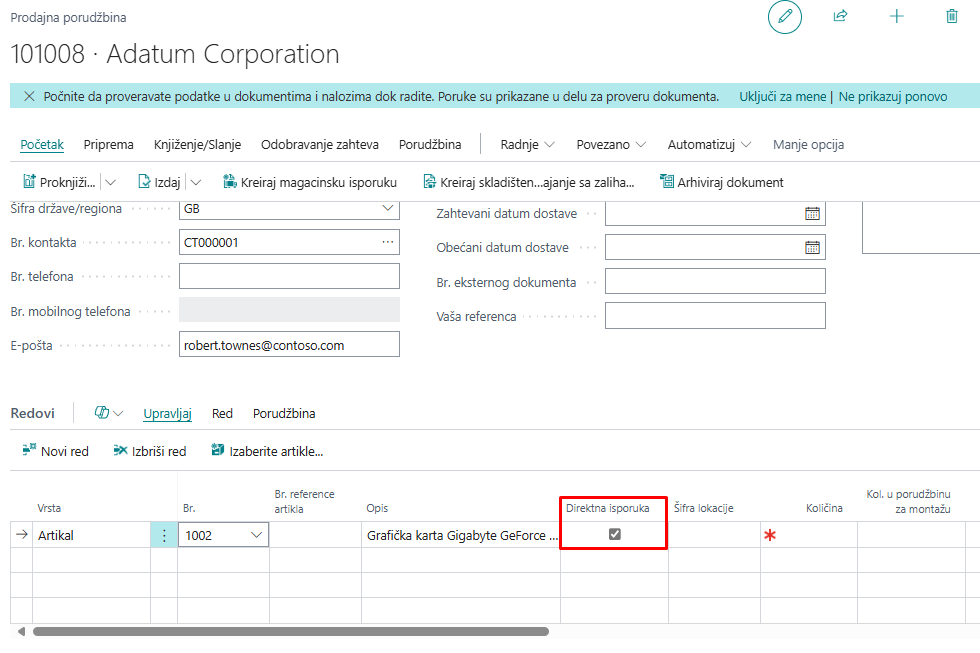 Prodajna porudžbina
101008 · Adatum Corporation
Počnite da proveravate podatke u dokumentima i nalozima dok radite. Poruke su prikazane u delu za proveru dokumenta. Uključi za mene | Ne prikazuj ponovo
Početak Priprema Knjiženje/Slanje Odobravanje zahteva Porudžbina Radnje Povezano Automatizuj Manje opcija
Proknjiži... Izdaj Kreiraj magacinsku isporuku Kreiraj skladišten...ajanje sa zaliha... Arhiviraj dokument
Šifra države/regiona GB
Zahtevani datum dostave
Br. kontakta CT000001
Obećani datum dostave
Br. telefona
Br. eksternog dokumenta
Br. mobilnog telefona
Vaša referenca
E-pošta robert.townes@contoso.com
Redovi Upravljaj Red Porudžbina
Novi red Izbriši red Izaberite artikle...
Vrsta Br. Br. reference artikla Opis Direktna isporuka Šifra lokacije Količina Kol. u porudžbinu za montažu
Artikal 1002 Grafička karta Gigabyte GeForce ...